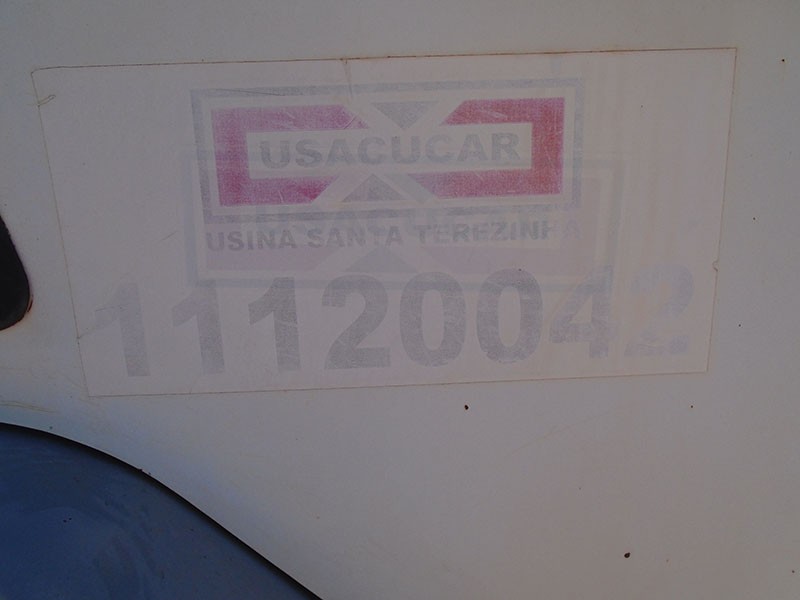 USACUCAR
USINA SANTA TEREZINHA
11120042